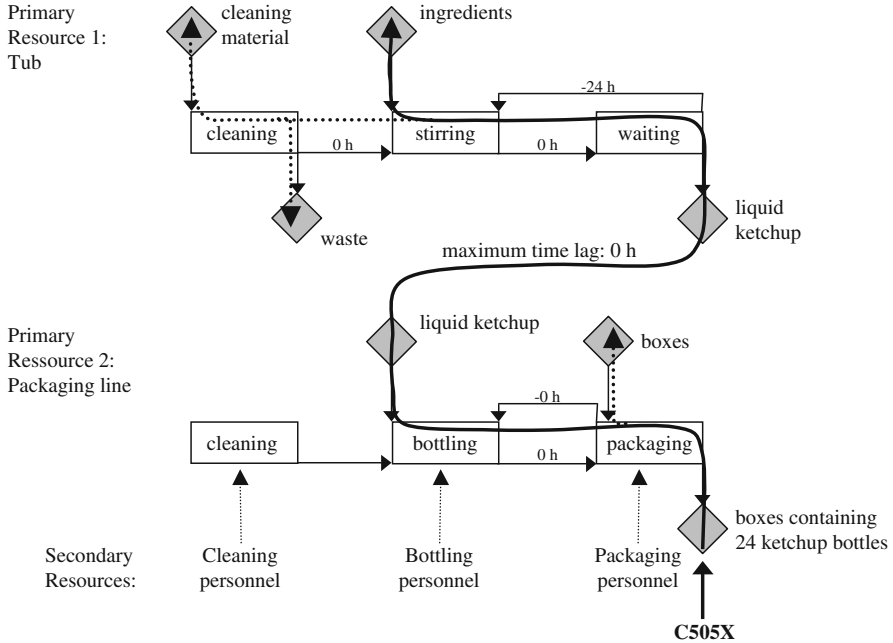 Primary
Resource 1:
Tub
cleaning
material
ingredients
-24 h
cleaning
stirring
waiting
0 h
0 h
waste
liquid
ketchup
maximum time lag: 0 h
Primary
Ressource 2:
Packaging line
liquid ketchup
boxes
-0 h
cleaning
bottling
packaging
0 h
boxes containing
24 ketchup bottles
Secondary
Resources:
Cleaning
personnel
Bottling
personnel
Packaging
personnel
C505X